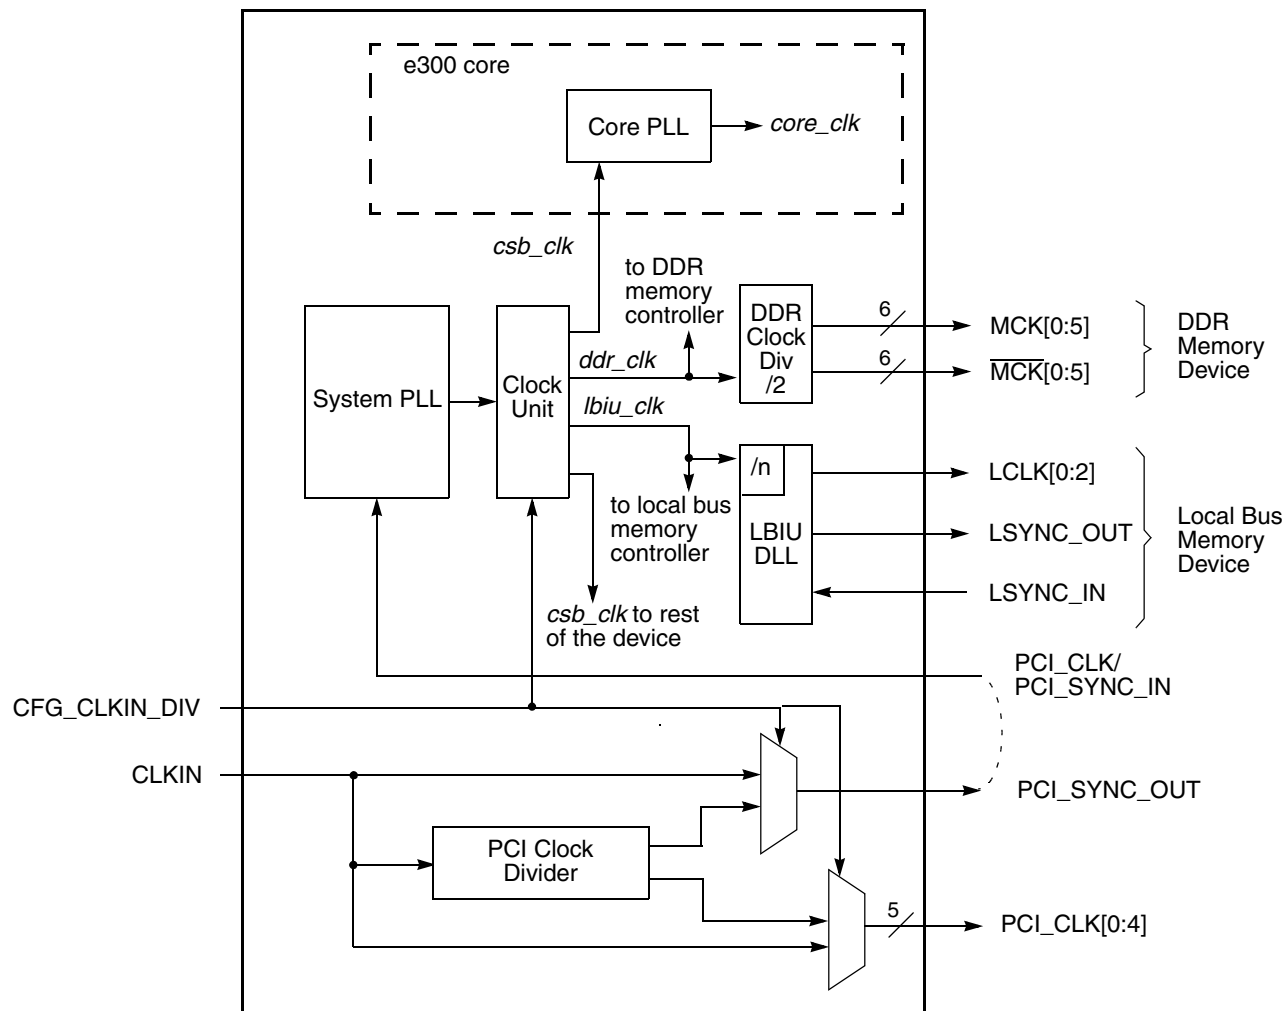 e300 core
Core PLL
core_clk
csb_clk
to DDR
memory
controller
DDR
Clock
Div
/2
6
MCK[0:5]
6
M̅C̅K̅[0:5]
DDR
Memory
Device
System PLL
Clock
Unit
ddr_clk
lbiu_clk
/n
LBIU
DLL
to local bus
memory
controller
LCLK[0:2]
LSYNC_OUT
LSYNC_IN
Local Bus
Memory
Device
csb_clk to rest
of the device
PCI_CLK/
PCI_SYNC_IN
CFG_CLKIN_DIV
CLKIN
PCI_SYNC_OUT
PCI Clock
Divider
5
PCI_CLK[0:4]